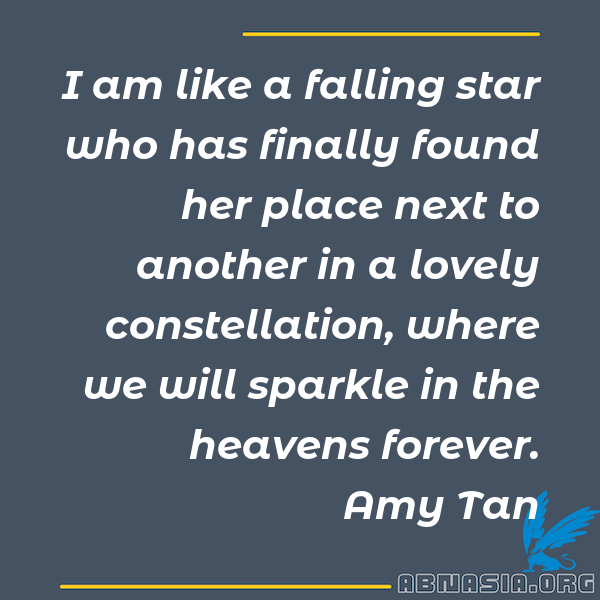 I am like a falling star
who has finally found
her place next to
another in a lovely
constellation, where
we will sparkle in the
heavens forever.
Amy Tan
ABNASIA.ORG